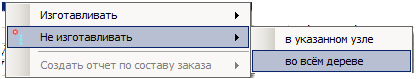 Изготавливать
Не изготавливать
Создать отчет по составу заказа
в указанном узле
во всём дереве